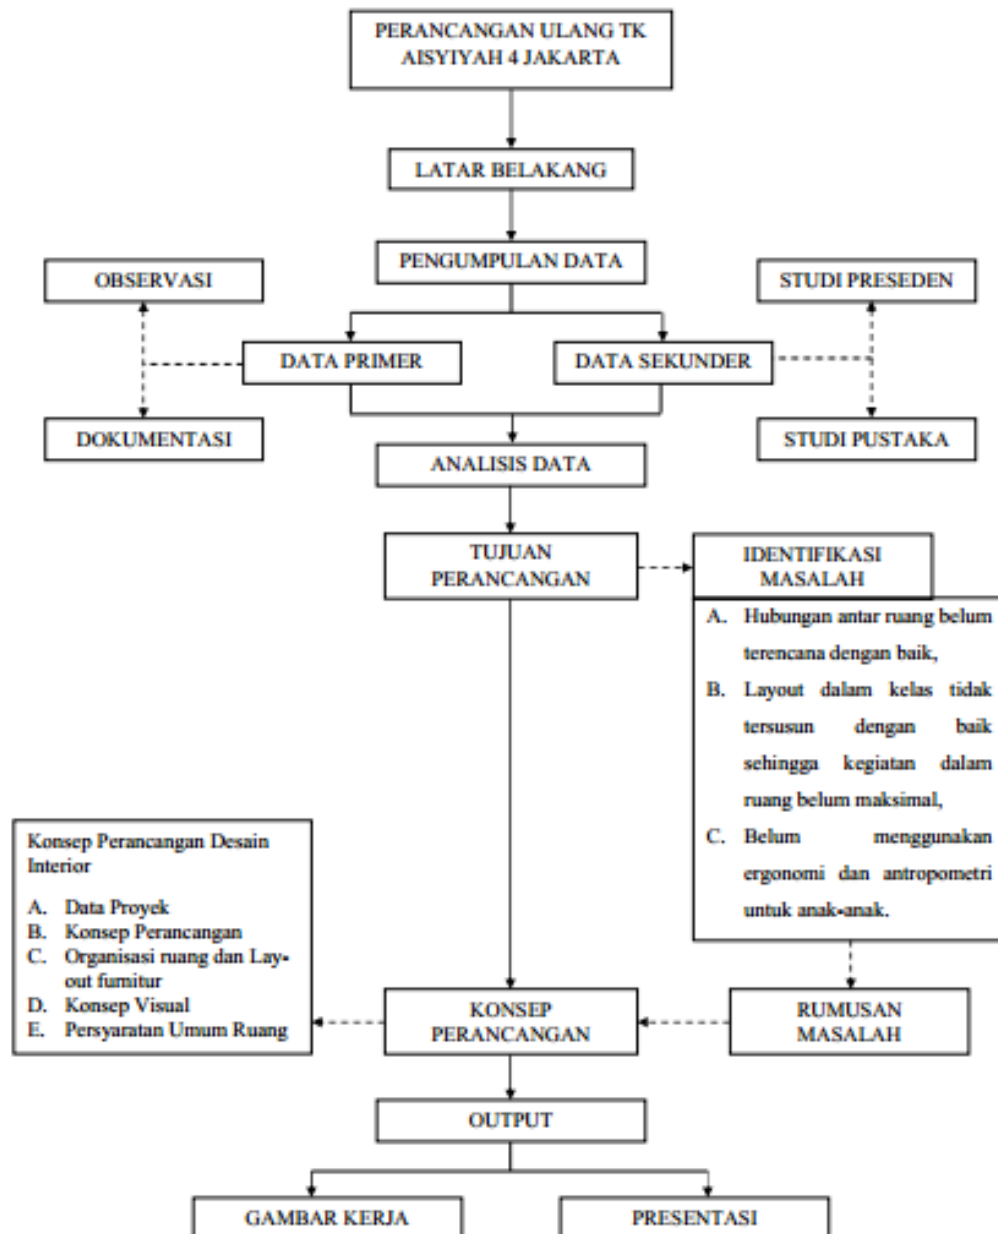 PERANCANGAN ULANG TK
AISYIYAH 4 JAKARTA
LATAR BELAKANG
PENGUMPULAN DATA
OBSERVASI
STUDI PRESEDEN
DATA PRIMER
DATA SEKUNDER
DOKUMENTASI
STUDI PUSTAKA
ANALISIS DATA
TUJUAN
PERANCANGAN
IDENTIFIKASI
MASALAH
A. Hubungan antar ruang belum
terencana dengan baik,
B. Layout dalam kelas tidak
tersusun dengan baik
sehingga kegiatan dalam
ruang belum maksimal,
C. Belum menggunakan
ergonomi dan antropometri
untuk anak-anak.
Konsep Perancangan Desain
Interior
A. Data Proyek
B. Konsep Perancangan
C. Organisasi ruang dan Lay-
out furnitur
D. Konsep Visual
E. Persyaratan Umum Ruang
KONSEP
PERANCANGAN
RUMUSAN
MASALAH
OUTPUT
GAMBAR KERJA
PRESENTASI